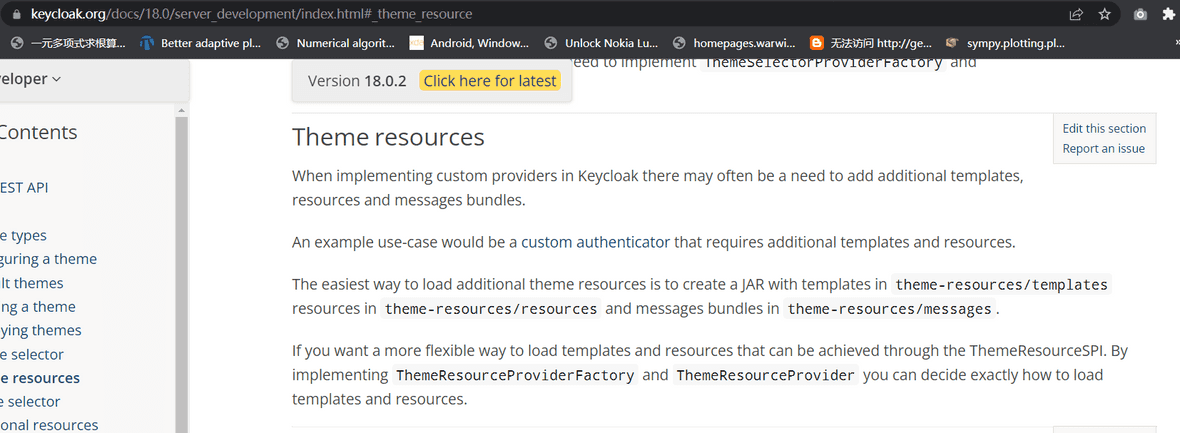 keycloak.org/docs/18.0/server_development/index.html#_theme_resource
一元多项式求根算... Better adaptive pl... Numerical algorit... Android, Window... Unlock Nokia Lu... homepages.warwi... 无法访问 http://ge... sympy.plotting.pl... »
eloper
need to implement ThemeSelectorProviderFactory and
Version 18.0.2 Click here for latest
Contents
EST API
e types
guring a theme
lt themes
ing a theme
ying themes
e selector
e resources
e selector
onal resources
Theme resources
Edit this section
Report an issue
When implementing custom providers in Keycloak there may often be a need to add additional templates,
resources and messages bundles.
An example use-case would be a custom authenticator that requires additional templates and resources.
The easiest way to load additional theme resources is to create a JAR with templates in theme-resources/templates
resources in theme-resources/resources and messages bundles in theme-resources/messages.
If you want a more flexible way to load templates and resources that can be achieved through the ThemeResourceSPI. By
implementing ThemeResourceProviderFactory and ThemeResourceProvider you can decide exactly how to load
templates and resources.